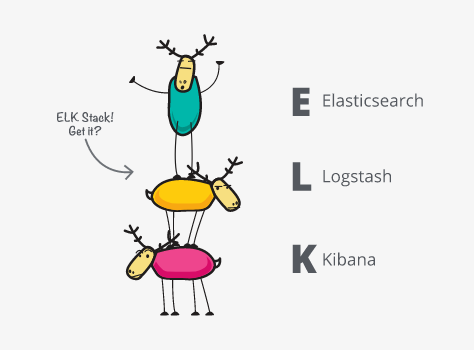 ELK Stack!
Get it?
E Elasticsearch
L Logstash
K Kibana